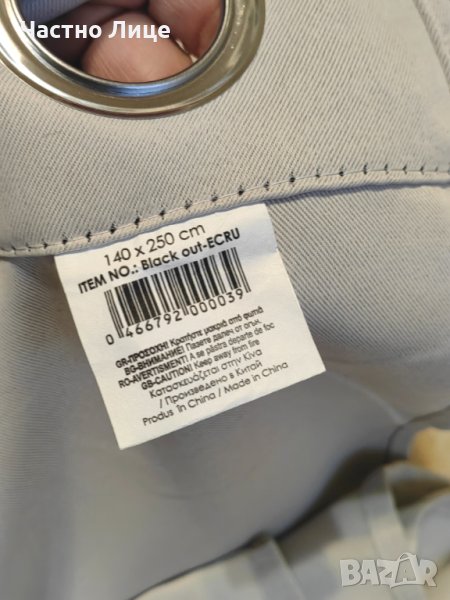 Частно Лице
140 x 250 cm
ITEM NO.: Black out-ECRU
0 466792 000039
GR-ΠΡΟΣΟΧΗ! Κρατήστε μακριά από φωτιά
BG-ВНИМАНИЕ! Пазете далеч от огън.
RO-AVERTISMENT! A se păstra departe de foc
GB-CAUTION! Keep away from fire
Κατασκευάζεται στην Κίνα
/ Произведено в Китай
Produs în China / Made in China
BAZAR